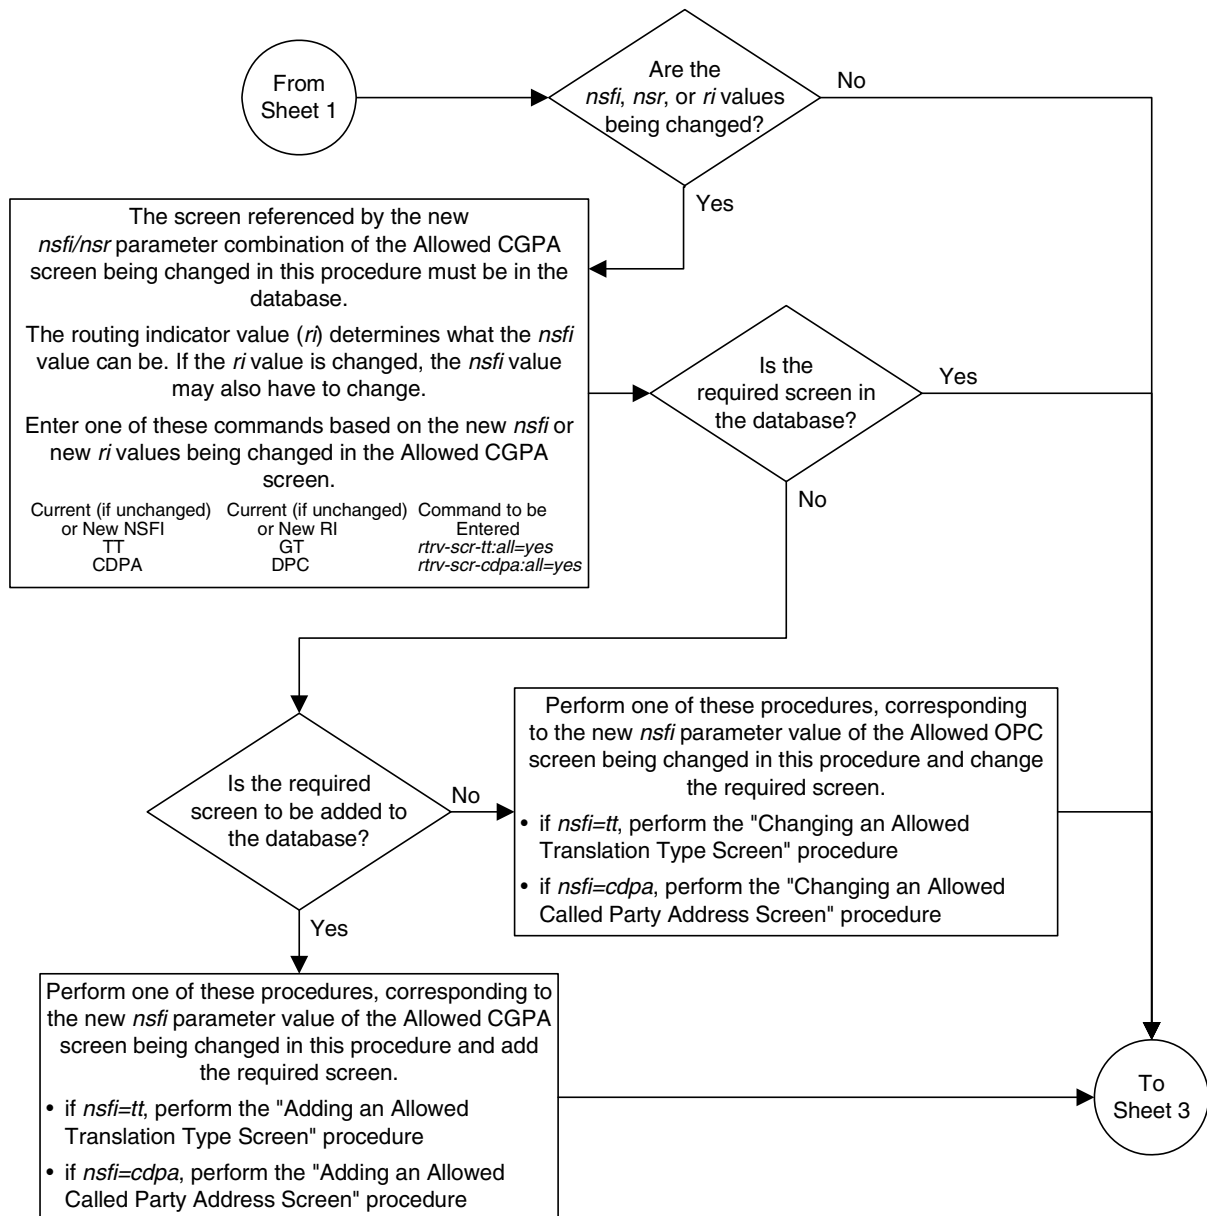 From
Sheet 1
Are the
nsfi, nsr, or ri values
being changed?
No
Yes
The screen referenced by the new
nsfi/nsr parameter combination of the Allowed CGPA
screen being changed in this procedure must be in the
database.
The routing indicator value (ri) determines what the nsfi
value can be. If the ri value is changed, the nsfi value
may also have to change.
Enter one of these commands based on the new nsfi or
new ri values being changed in the Allowed CGPA
screen.
Current (if unchanged) Current (if unchanged) Command to be
or New NSFI or New RI Entered
TT GT rtrv-scr-tt:all=yes
CDPA DPC rtrv-scr-cdpa:all=yes
Is the
required screen in
the database?
Yes
No
Is the required
screen to be added to
the database?
No
Yes
Perform one of these procedures, corresponding
to the new nsfi parameter value of the Allowed OPC
screen being changed in this procedure and change
the required screen.
• if nsfi=tt, perform the "Changing an Allowed
Translation Type Screen" procedure
• if nsfi=cdpa, perform the "Changing an Allowed
Called Party Address Screen" procedure
Perform one of these procedures, corresponding to
the new nsfi parameter value of the Allowed CGPA
screen being changed in this procedure and add
the required screen.
• if nsfi=tt, perform the "Adding an Allowed
Translation Type Screen" procedure
• if nsfi=cdpa, perform the "Adding an Allowed
Called Party Address Screen" procedure
To
Sheet 3